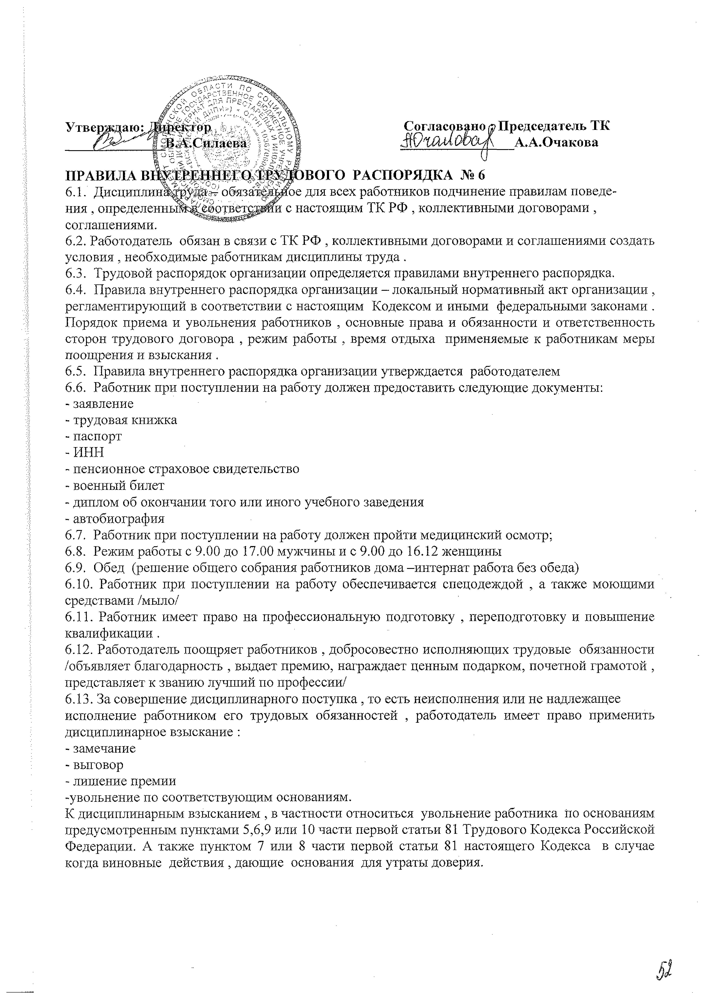 ОБЛАСТИ ПО СОЦИАЛЬНОМУ
ГОСУДАРСТВЕННОЕ БЮДЖЕТНОЕ
ДЛЯ ПРЕСТАРЕЛЫХ И
Утверждаю: Директор
В.А.Силаева
Согласовано Председатель ТК
А.А.Очакова
ПРАВИЛА ВНУТРЕННЕГО ТРУДОВОГО РАСПОРЯДКА № 6
6.1. Дисциплина труда – обязательное для всех работников подчинение правилам поведе-
ния , определенным в соответствии с настоящим ТК РФ , коллективными договорами ,
соглашениями.
6.2. Работодатель обязан в связи с ТК РФ , коллективными договорами и соглашениями создать
условия , необходимые работникам дисциплины труда .
6.3. Трудовой распорядок организации определяется правилами внутреннего распорядка.
6.4. Правила внутреннего распорядка организации – локальный нормативный акт организации ,
регламентирующий в соответствии с настоящим Кодексом и иными федеральными законами .
Порядок приема и увольнения работников , основные права и обязанности и ответственность
сторон трудового договора , режим работы , время отдыха применяемые к работникам меры
поощрения и взыскания .
6.5. Правила внутреннего распорядка организации утверждается работодателем
6.6. Работник при поступлении на работу должен предоставить следующие документы:
- заявление
- трудовая книжка
- паспорт
- ИНН
- пенсионное страховое свидетельство
- военный билет
- диплом об окончании того или иного учебного заведения
- автобиография
6.7. Работник при поступлении на работу должен пройти медицинский осмотр;
6.8. Режим работы с 9.00 до 17.00 мужчины и с 9.00 до 16.12 женщины
6.9. Обед (решение общего собрания работников дома –интернат работа без обеда)
6.10. Работник при поступлении на работу обеспечивается спецодеждой , а также моющими
средствами /мыло/
6.11. Работник имеет право на профессиональную подготовку , переподготовку и повышение
квалификации .
6.12. Работодатель поощряет работников , добросовестно исполняющих трудовые обязанности
/объявляет благодарность , выдает премию, награждает ценным подарком, почетной грамотой ,
представляет к званию лучший по профессии/
6.13. За совершение дисциплинарного поступка , то есть неисполнения или не надлежащее
исполнение работником его трудовых обязанностей , работодатель имеет право применить
дисциплинарное взыскание :
- замечание
- выговор
- лишение премии
-увольнение по соответствующим основаниям.
К дисциплинарным взысканием , в частности относиться увольнение работника по основаниям
предусмотренным пунктами 5,6,9 или 10 части первой статьи 81 Трудового Кодекса Российской
Федерации. А также пунктом 7 или 8 части первой статьи 81 настоящего Кодекса в случае
когда виновные действия , дающие основания для утраты доверия.
52